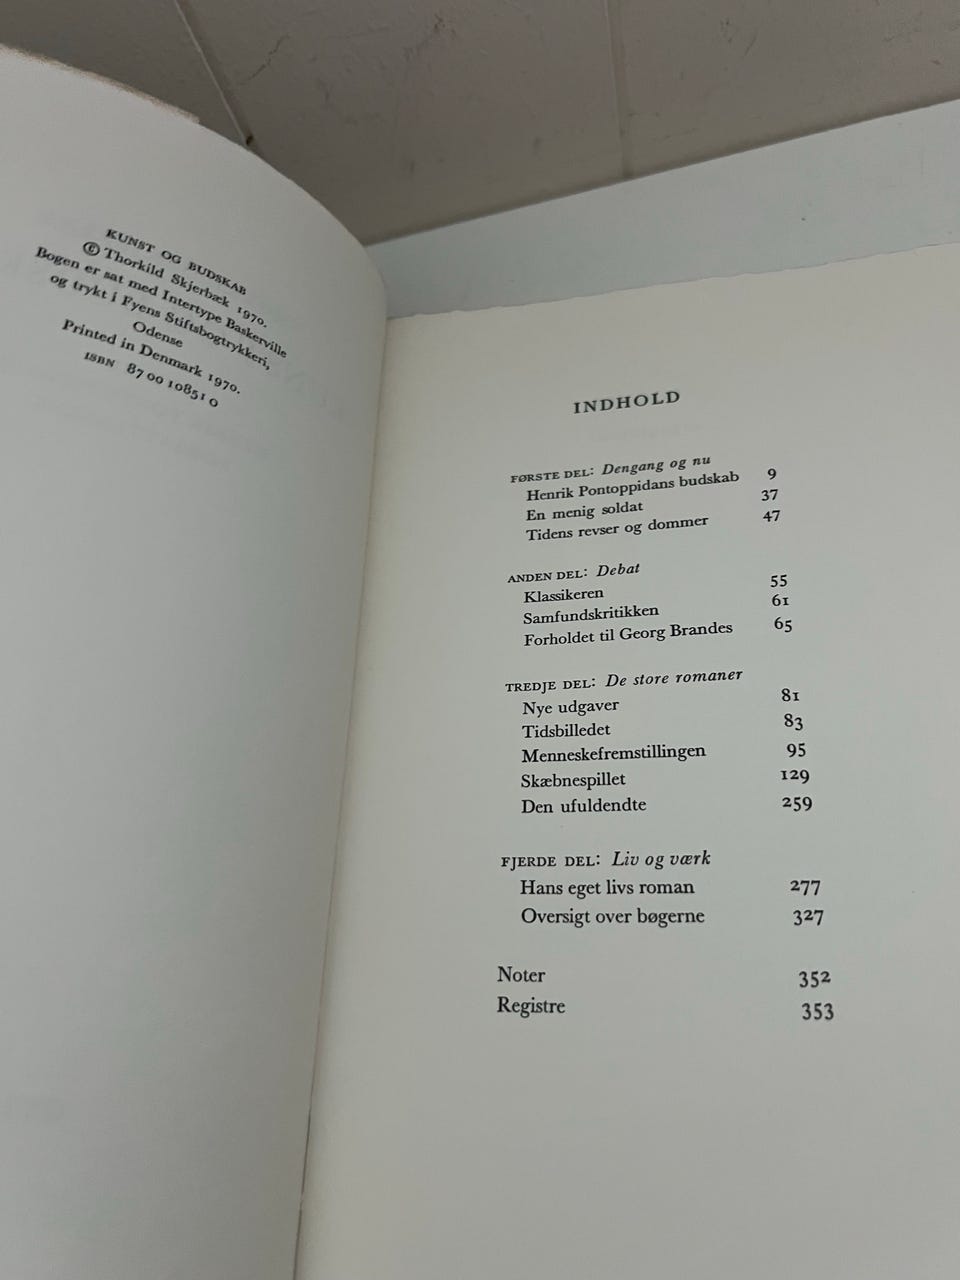 KUNST OG BUDSKAB
© Thorkild Skjerbæk 1970.
Bogen er sat med Intertype Baskerville
og trykt i Fyens Stiftsbogtrykkeri,
Odense
Printed in Denmark 1970.
ISBN 87 00 10851 0
INDHOLD
FØRSTE DEL: Dengang og nu
Henrik Pontoppidans budskab 9
En menig soldat 37
Tidens revser og dommer 47
ANDEN DEL: Debat
Klassikeren 55
Samfundskritikken 61
Forholdet til Georg Brandes 65
TREDJE DEL: De store romaner
Nye udgaver 81
Tidsbilledet 83
Menneskefremstillingen 95
Skæbnespillet 129
Den ufuldendte 259
FJERDE DEL: Liv og værk
Hans eget livs roman 277
Oversigt over bøgerne 327
Noter 352
Registre 353